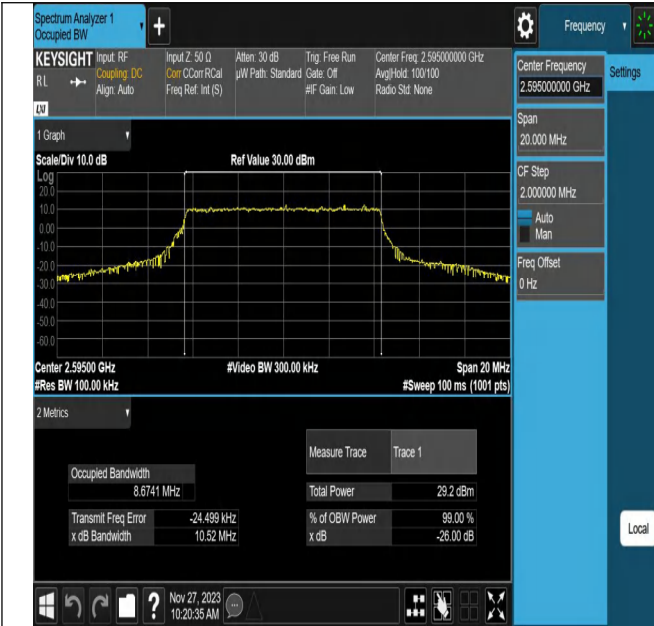 Spectrum Analyzer 1
Occupied BW
+
Frequency
KEYSIGHT Input: RF Input Z: 50 Ω Atten: 30 dB Trig: Free Run Center Freq: 2.595000000 GHz
RL Coupling: DC Corr CCorr RCal µW Path: Standard Gate: Off Avg|Hold: 100/100
Align: Auto Freq Ref: Int (S) #IF Gain: Low Radio Std: None
LXI
Center Frequency
2.595000000 GHz
Settings
Span
20.000 MHz
CF Step
2.000000 MHz
Auto
Man
Freq Offset
0 Hz
Local
1 Graph
Scale/Div 10.0 dB Ref Value 30.00 dBm
Log
20.0
10.0
0.00
-10.0
-20.0
-30.0
-40.0
-50.0
-60.0
Center 2.59500 GHz #Video BW 300.00 kHz Span 20 MHz
#Res BW 100.00 kHz #Sweep 100 ms (1001 pts)
2 Metrics
Measure Trace Trace 1
Occupied Bandwidth
8.6741 MHz
Total Power 29.2 dBm
Transmit Freq Error -24.499 kHz % of OBW Power 99.00 %
x dB Bandwidth 10.52 MHz x dB -26.00 dB
? Nov 27, 2023
10:20:35 AM